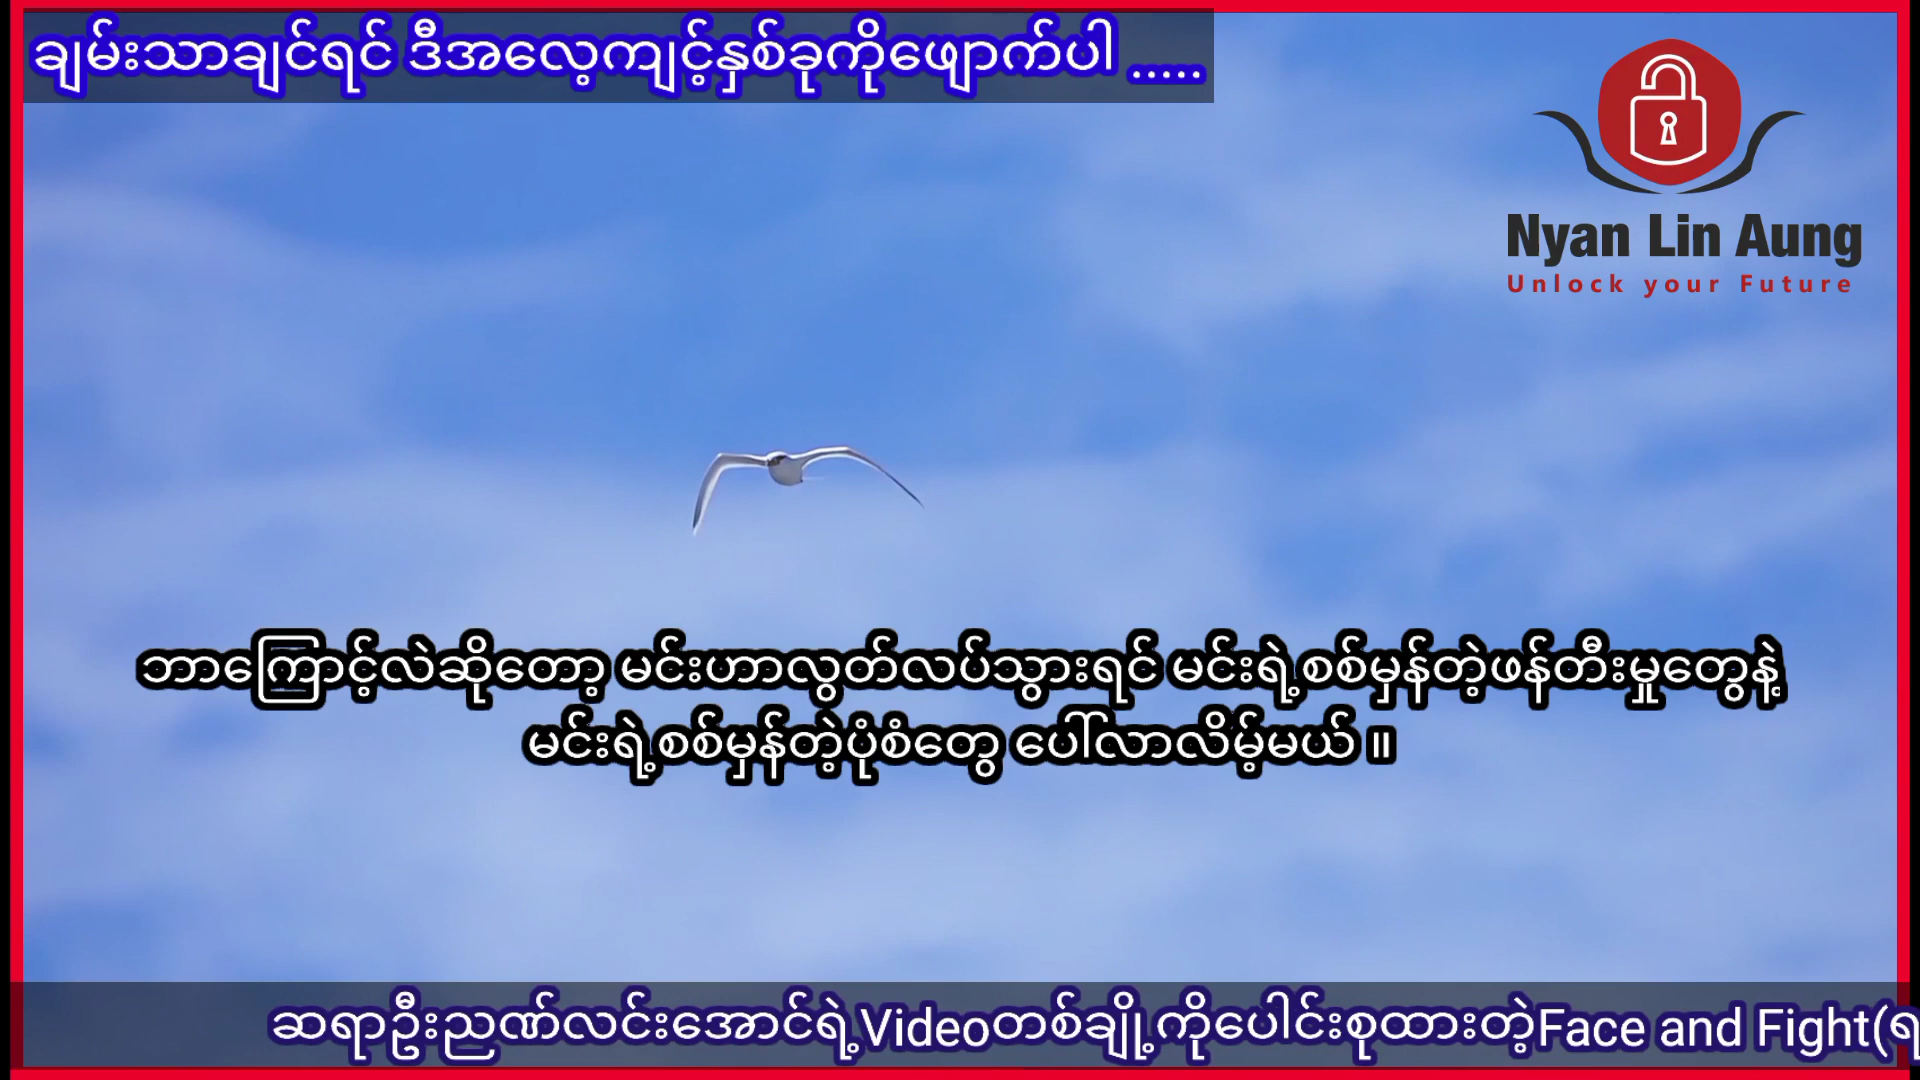 ချမ်းသာချင်ရင် ဒီအလေ့ကျင့်နှစ်ခုကိုဖျောက်ပါ .....
Nyan Lin Aung
Unlock your Future
ဘာကြောင့်လဲဆိုတော့ မင်းဟာလွတ်လပ်သွားရင် မင်းရဲ့စစ်မှန်တဲ့ဖန်တီးမှုတွေနဲ့
မင်းရဲ့စစ်မှန်တဲ့ပုံစံတွေ ပေါ်လာလိမ့်မယ် ။
ဆရာဦးညဏ်လင်းအောင်ရဲ့Videoတစ်ချို့ကိုပေါင်းစုထားတဲ့Face and Fight(ရ